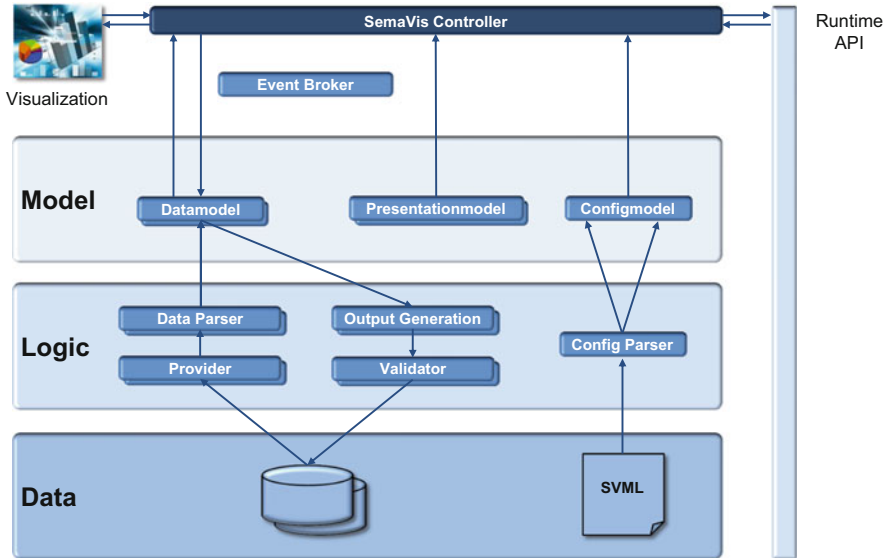 SemaVis Controller
Runtime
API
Event Broker
Visualization
Model
Datamodel
Presentationmodel
Configmodel
Logic
Data Parser
Output Generation
Config Parser
Provider
Validator
Data
SVML